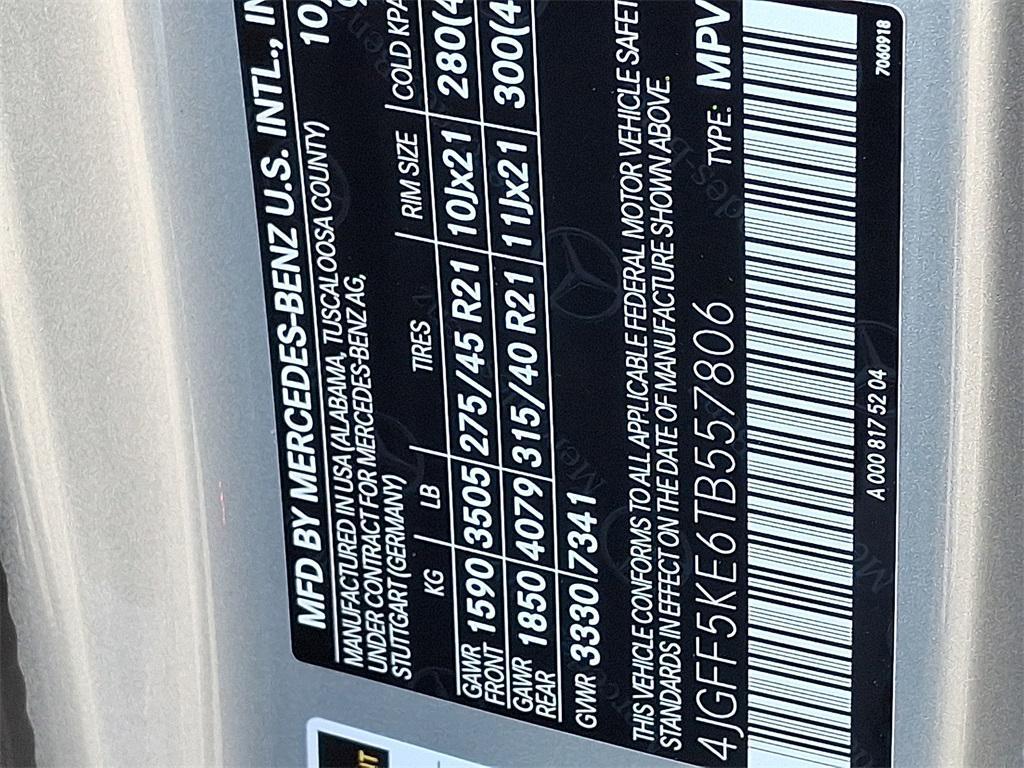 MFD BY MERCEDES-BENZ U.S. INTL.,
10
MANUFACTURED IN USA (ALABAMA, TUSCALOOSA COUNTY)
UNDER CONTRACT FOR MERCEDES-BENZ AG,
STUTTGART (GERMANY)
KG LB TIRES RIM SIZE COLD KPA
GAWR FRONT 1590 3505 275/45 R21 10Jx21 280(4
GAWR REAR 1850 4079 315/40 R21 11Jx21 300(4
GVWR 3330/7341
THIS VEHICLE CONFORMS TO ALL APPLICABLE FEDERAL MOTOR VEHICLE SAFET
STANDARDS IN EFFECT ON THE DATE OF MANUFACTURE SHOWN ABOVE.
4JGFF5KE6TB557806 TYPE: MPV
A 000 817 52 04 7060918